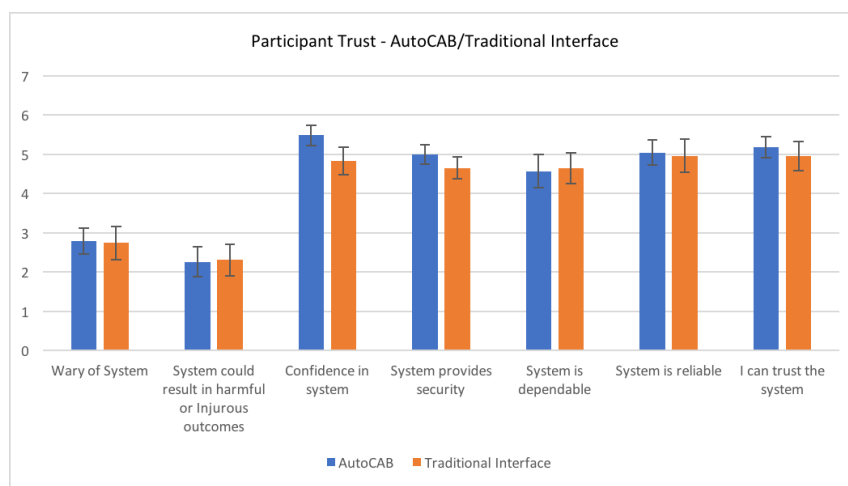 Participant Trust - AutoCAB/Traditional Interface
7
6
5
4
3
2
1
0
Wary of System
System could
result in harmful
or Injurious
outcomes
Confidence in
system
System provides
security
System is
dependable
System is reliable
I can trust the
system
AutoCAB
Traditional Interface